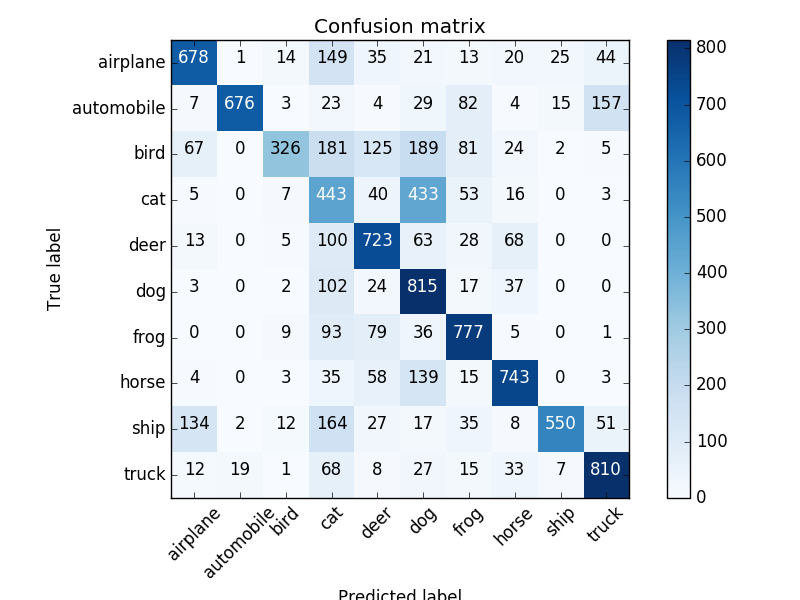 Confusion matrix
airplane 678 1 14 149 35 21 13 20 25 44
automobile 7 676 3 23 4 29 82 4 15 157
bird 67 0 326 181 125 189 81 24 2 5
cat 5 0 7 443 40 433 53 16 0 3
deer 13 0 5 100 723 63 28 68 0 0
dog 3 0 2 102 24 815 17 37 0 0
frog 0 0 9 93 79 36 777 5 0 1
horse 4 0 3 35 58 139 15 743 0 3
ship 134 2 12 164 27 17 35 8 550 51
truck 12 19 1 68 8 27 15 33 7 810
airplane automobile bird cat deer dog frog horse ship truck
True label
Predicted label
800
700
600
500
400
300
200
100
0